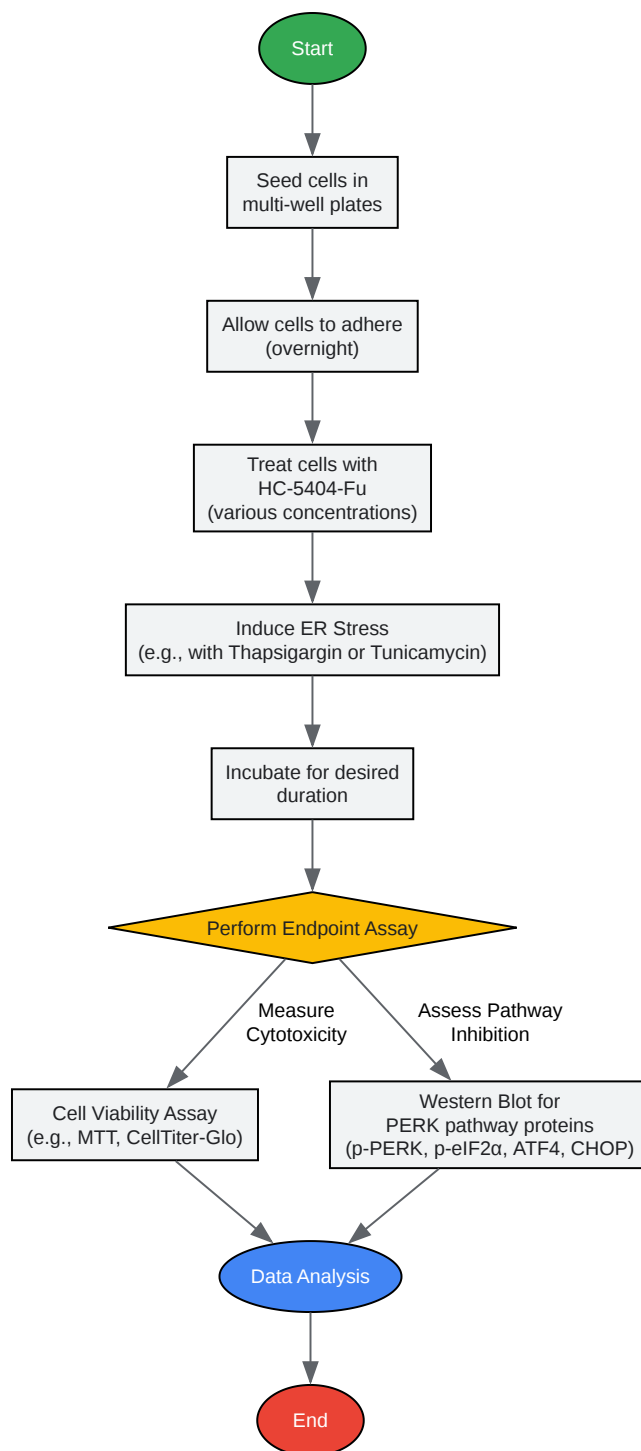 Start
Seed cells in
multi-well plates
Allow cells to adhere
(overnight)
Treat cells with
HC-5404-Fu
(various concentrations)
Induce ER Stress
(e.g., with Thapsigargin or Tunicamycin)
Incubate for desired
duration
Perform Endpoint Assay
Measure
Cytotoxicity
Assess Pathway
Inhibition
Cell Viability Assay
(e.g., MTT, CellTiter-Glo)
Western Blot for
PERK pathway proteins
(p-PERK, p-eIF2α, ATF4, CHOP)
Data Analysis
End